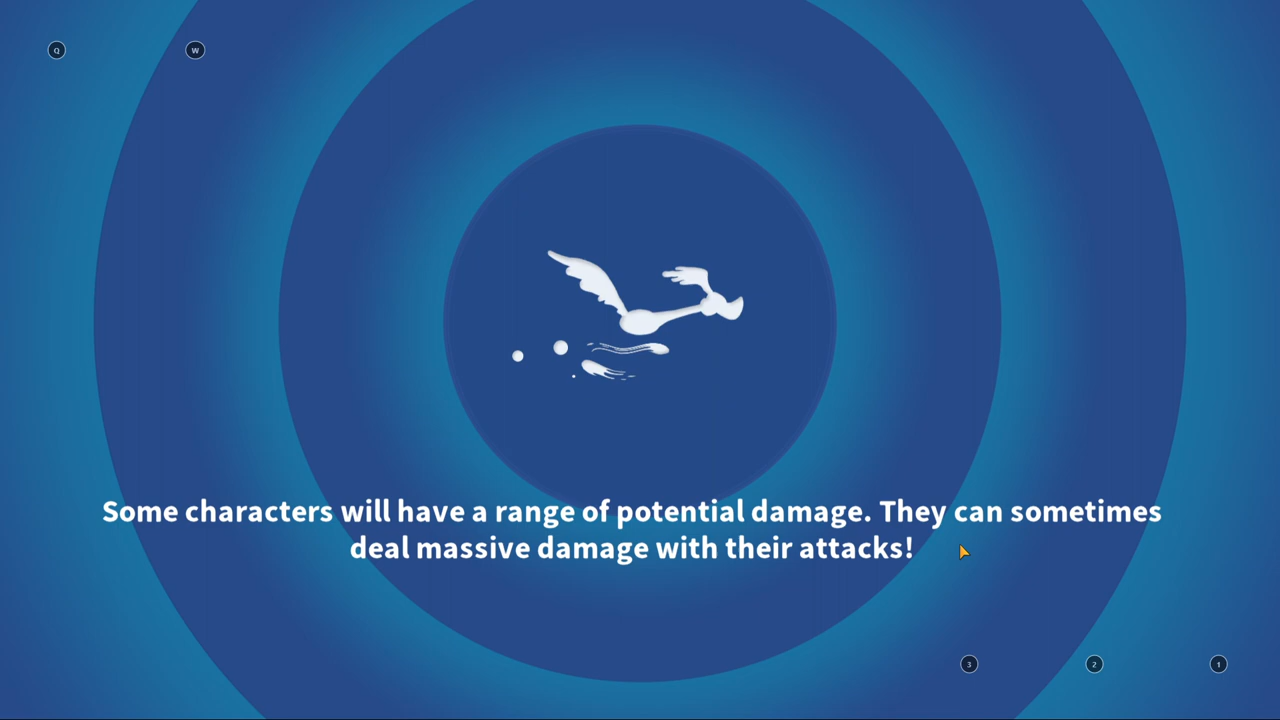 Q
W
Some characters will have a range of potential damage. They can sometimes
deal massive damage with their attacks!
3
2
1